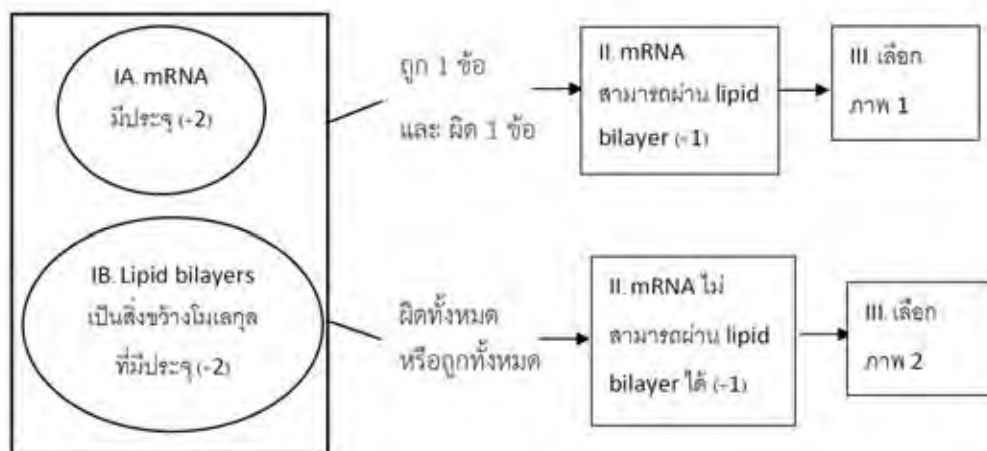 IA. mRNA
มีประจุ (-2)
ถูก 1 ข้อ
และ ผิด 1 ข้อ
II. mRNA
สามารถผ่าน lipid
bilayer (-1)
III. เลือก
ภาพ 1
IB. Lipid bilayers
เป็นสิ่งขวางโมเลกุล
ที่มีประจุ (-2)
ผิดทั้งหมด
หรือถูกทั้งหมด
II. mRNA ไม่
สามารถผ่าน lipid
bilayer ได้ (-1)
III. เลือก
ภาพ 2